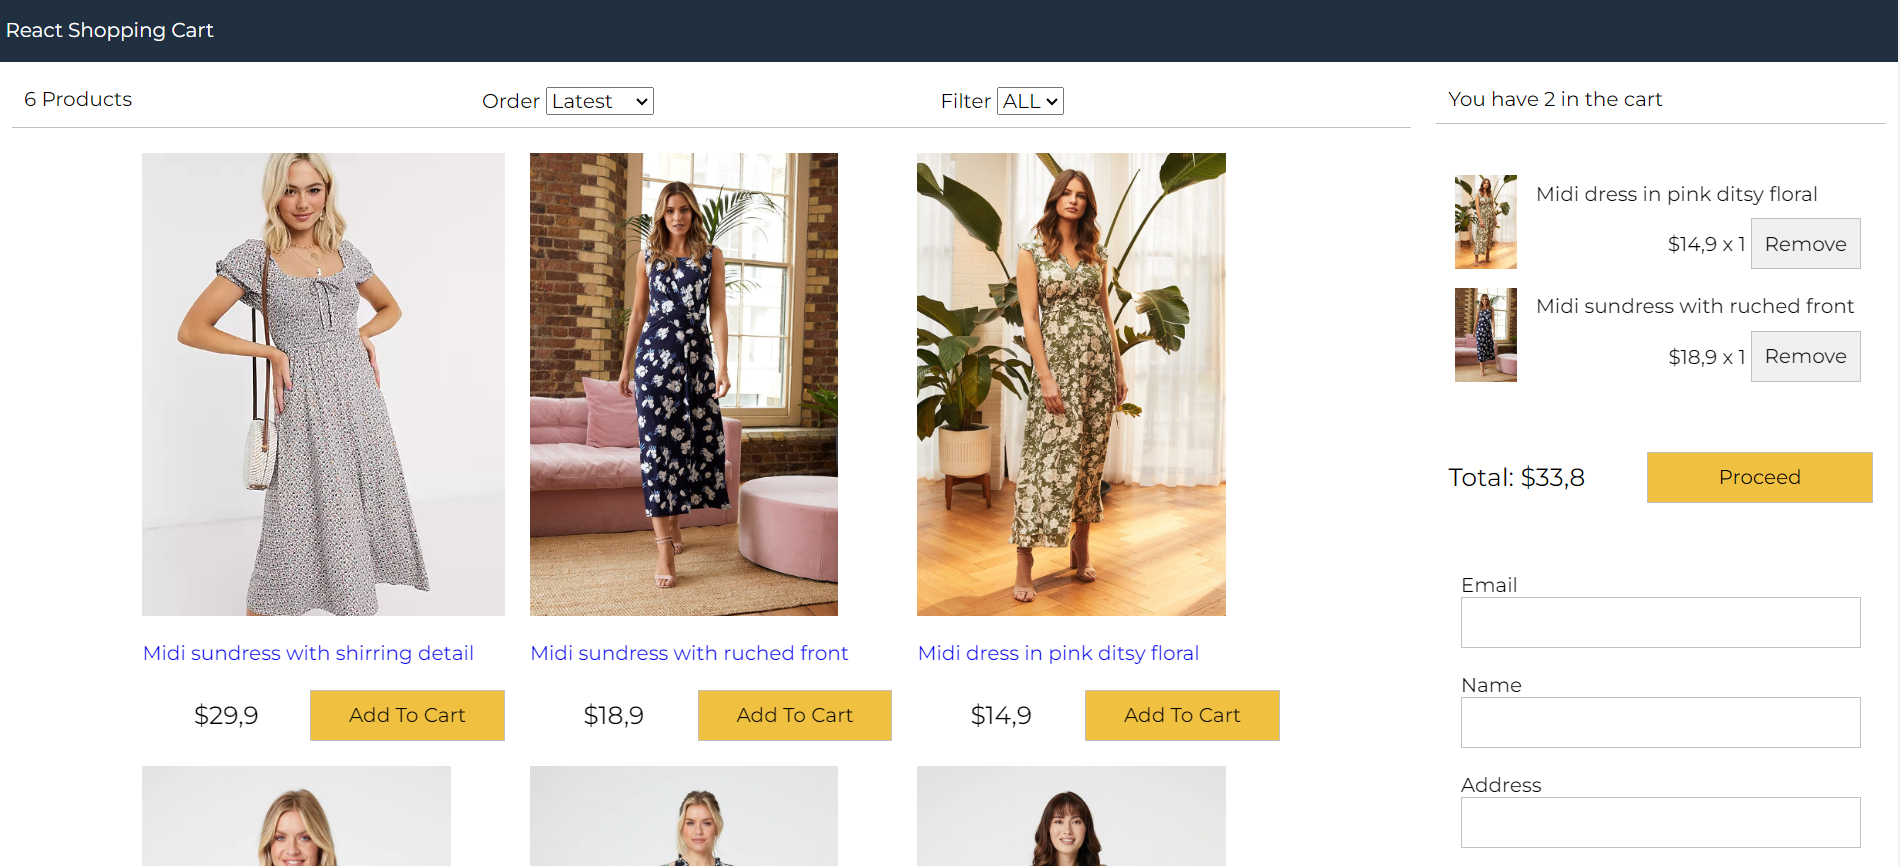 React Shopping Cart
6 Products
Order Latest
Filter ALL
You have 2 in the cart
Midi dress in pink ditsy floral
$14,9 x 1 Remove
Midi sundress with ruched front
$18,9 x 1 Remove
Total: $33,8
Proceed
Email
Name
Address
Midi sundress with shirring detail
$29,9
Add To Cart
Midi sundress with ruched front
$18,9
Add To Cart
Midi dress in pink ditsy floral
$14,9
Add To Cart